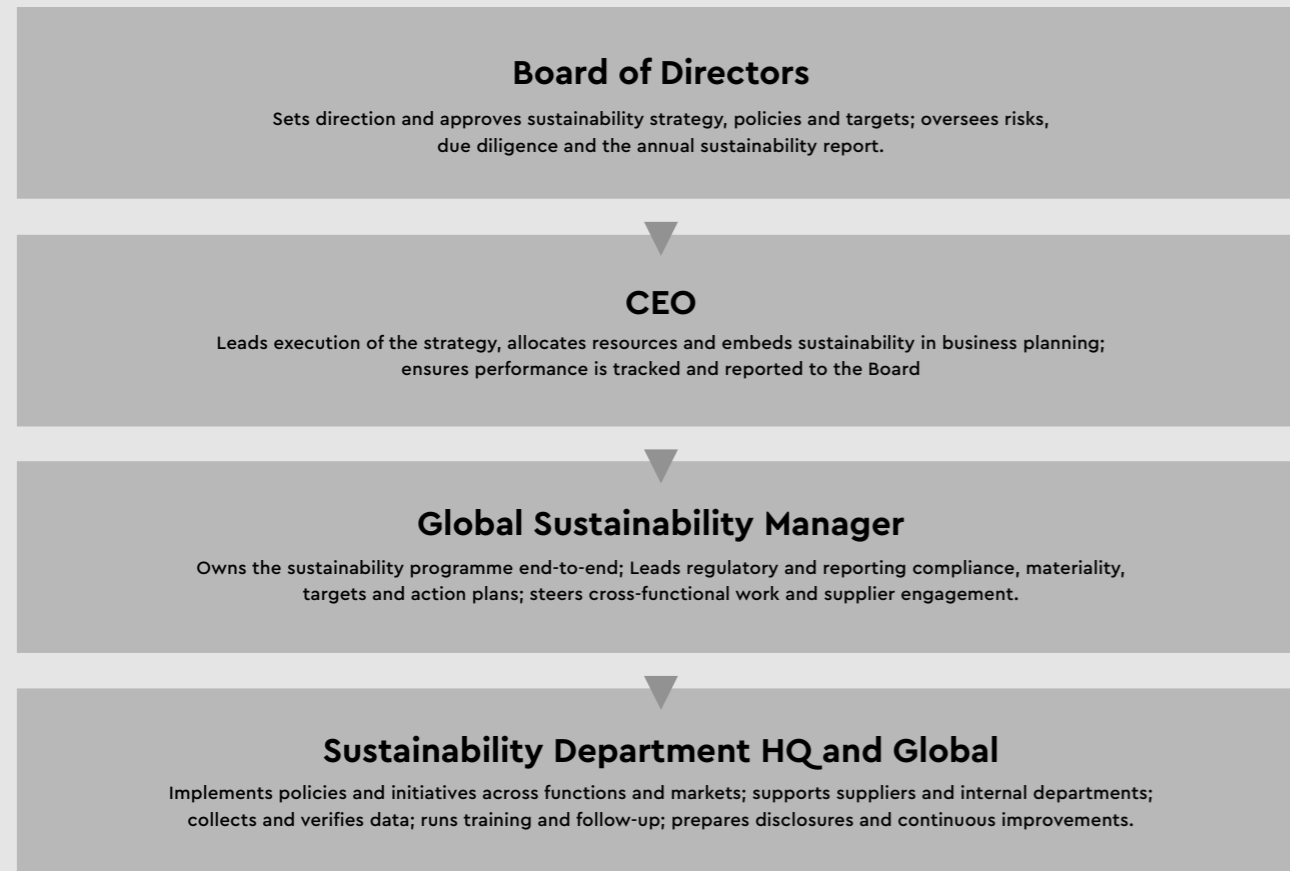 Board of Directors
Sets direction and approves sustainability strategy, policies and targets; oversees risks,
due diligence and the annual sustainability report.
CEO
Leads execution of the strategy, allocates resources and embeds sustainability in business planning;
ensures performance is tracked and reported to the Board
Global Sustainability Manager
Owns the sustainability programme end-to-end; Leads regulatory and reporting compliance, materiality,
targets and action plans; steers cross-functional work and supplier engagement.
Sustainability Department HQ and Global
Implements policies and initiatives across functions and markets; supports suppliers and internal departments;
collects and verifies data; runs training and follow-up; prepares disclosures and continuous improvements.